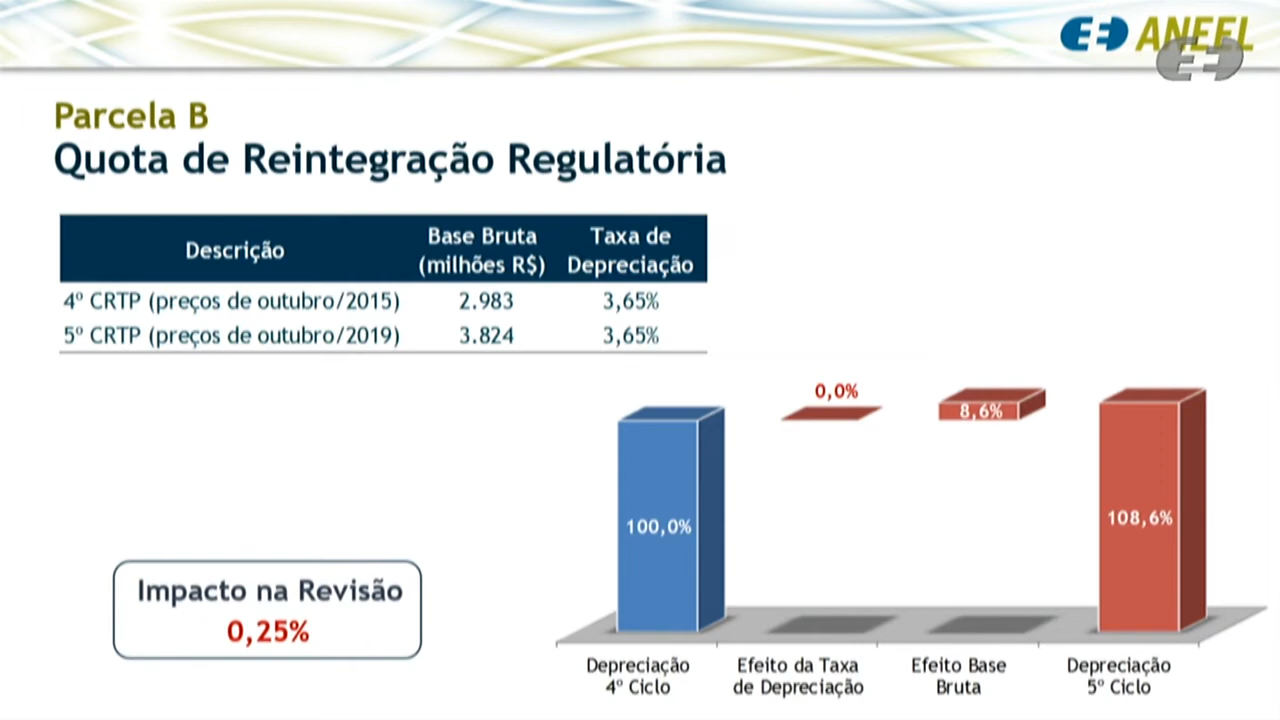 ANEEL
Parcela B
Quota de Reintegração Regulatória
Descrição
Base Bruta
(milhões R$)
Taxa de
Depreciação
4º CRTP (preços de outubro/2015) 2.983 3,65%
5º CRTP (preços de outubro/2019) 3.824 3,65%
0,0%
8,6%
100,0%
108,6%
Impacto na Revisão
0,25%
Depreciação
4º Ciclo
Efeito da Taxa
de Depreciação
Efeito Base
Bruta
Depreciação
5º Ciclo